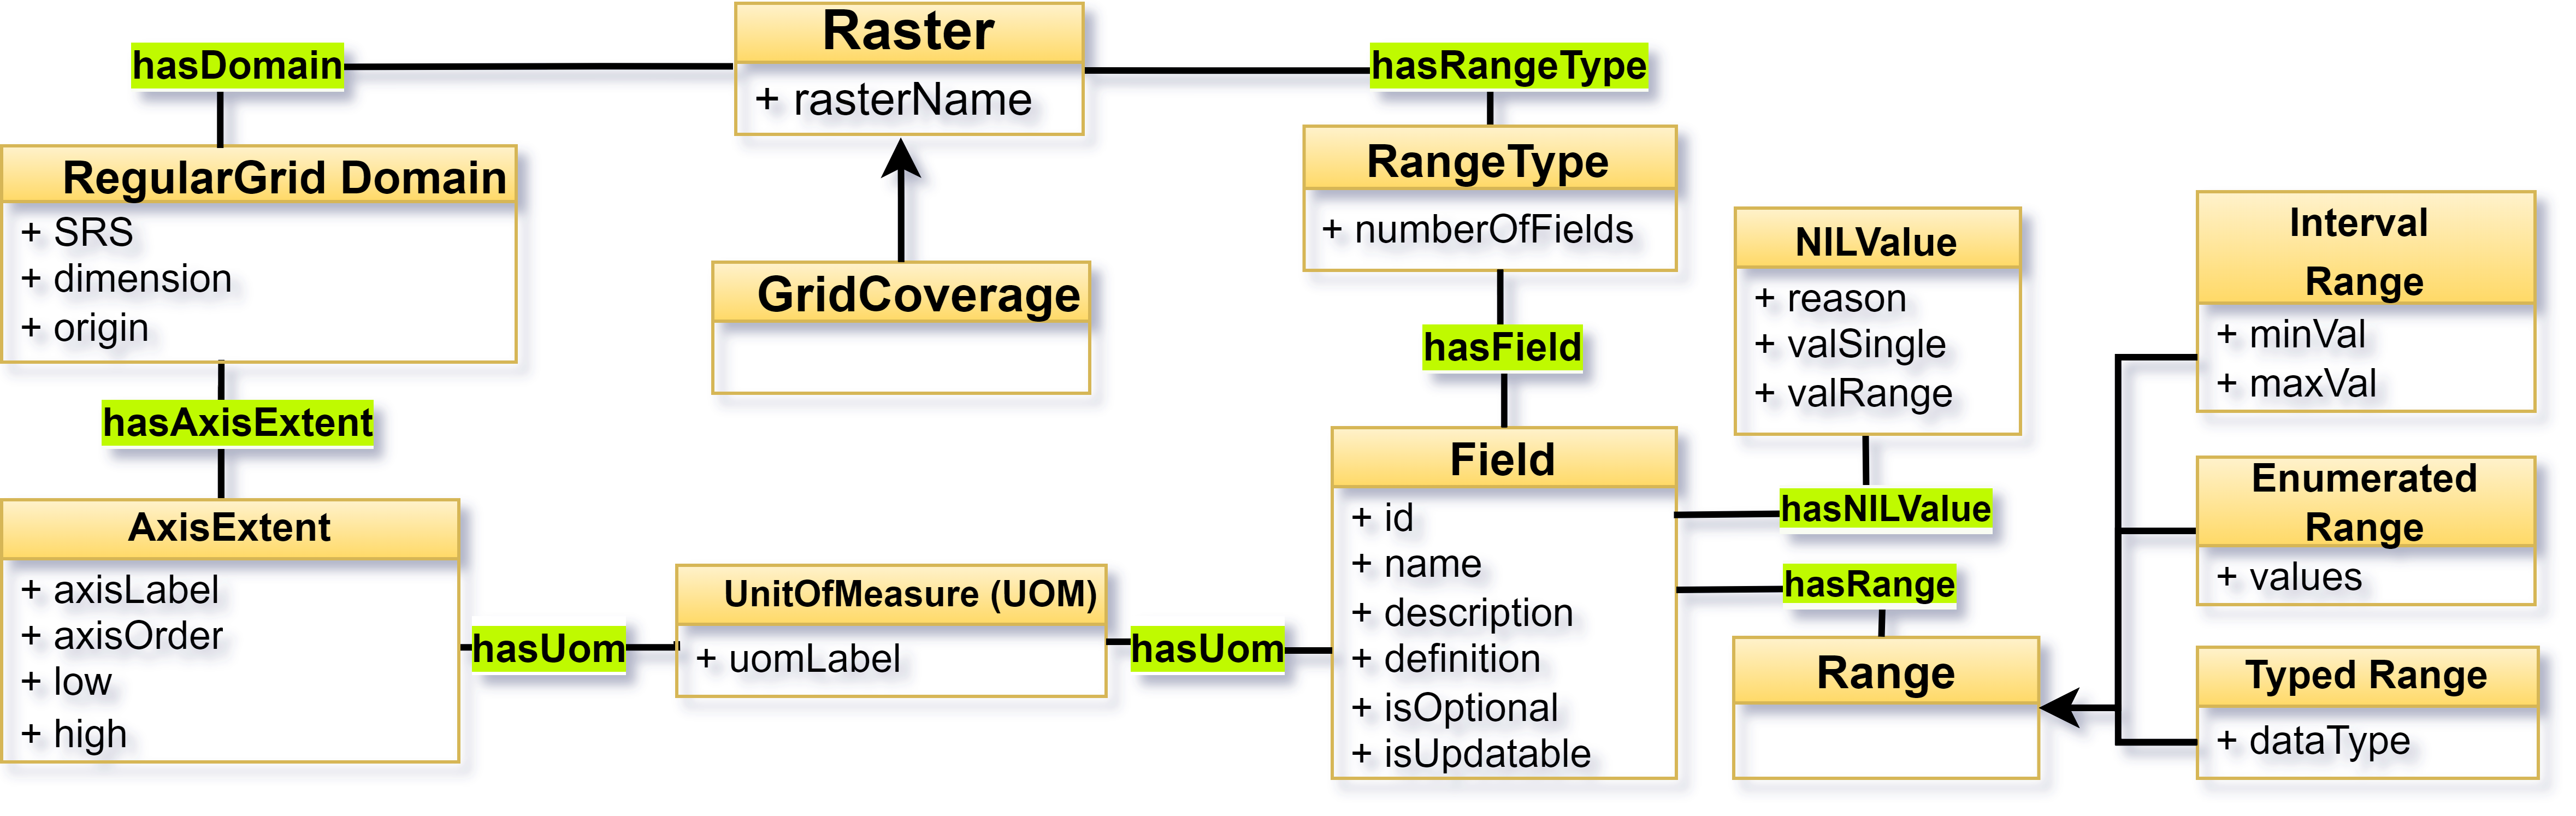 Raster
+ rasterName
hasDomain
hasRangeType
RegularGrid Domain
+ SRS
+ dimension
+ origin
GridCoverage
RangeType
+ numberOfFields
NILValue
+ reason
+ valSingle
+ valRange
Interval
Range
+ minVal
+ maxVal
hasField
hasAxisExtent
Field
+ id
+ name
+ description
+ definition
+ isOptional
+ isUpdatable
hasNILValue
hasRange
Enumerated
Range
+ values
AxisExtent
+ axisLabel
+ axisOrder
+ low
+ high
hasUom
UnitOfMeasure (UOM)
+ uomLabel
hasUom
Range
Typed Range
+ dataType